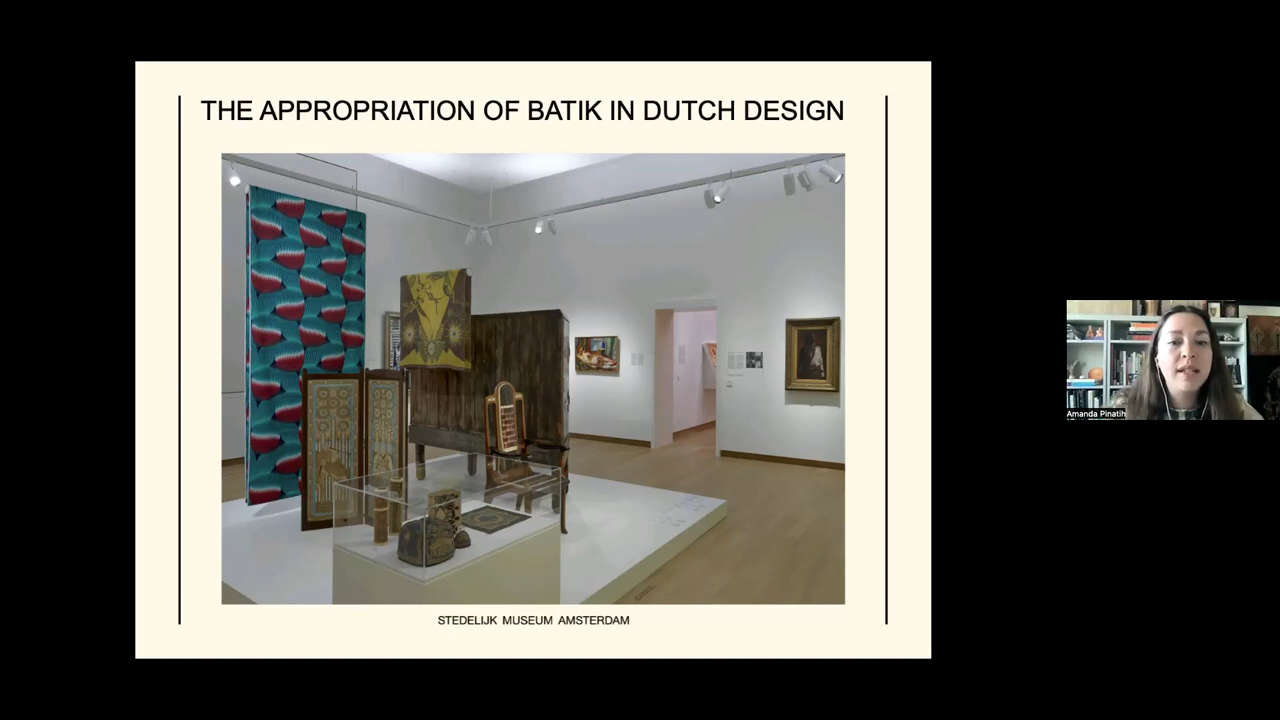 THE APPROPRIATION OF BATIK IN DUTCH DESIGN
STEDELIJK MUSEUM AMSTERDAM
Amanda Pinatih